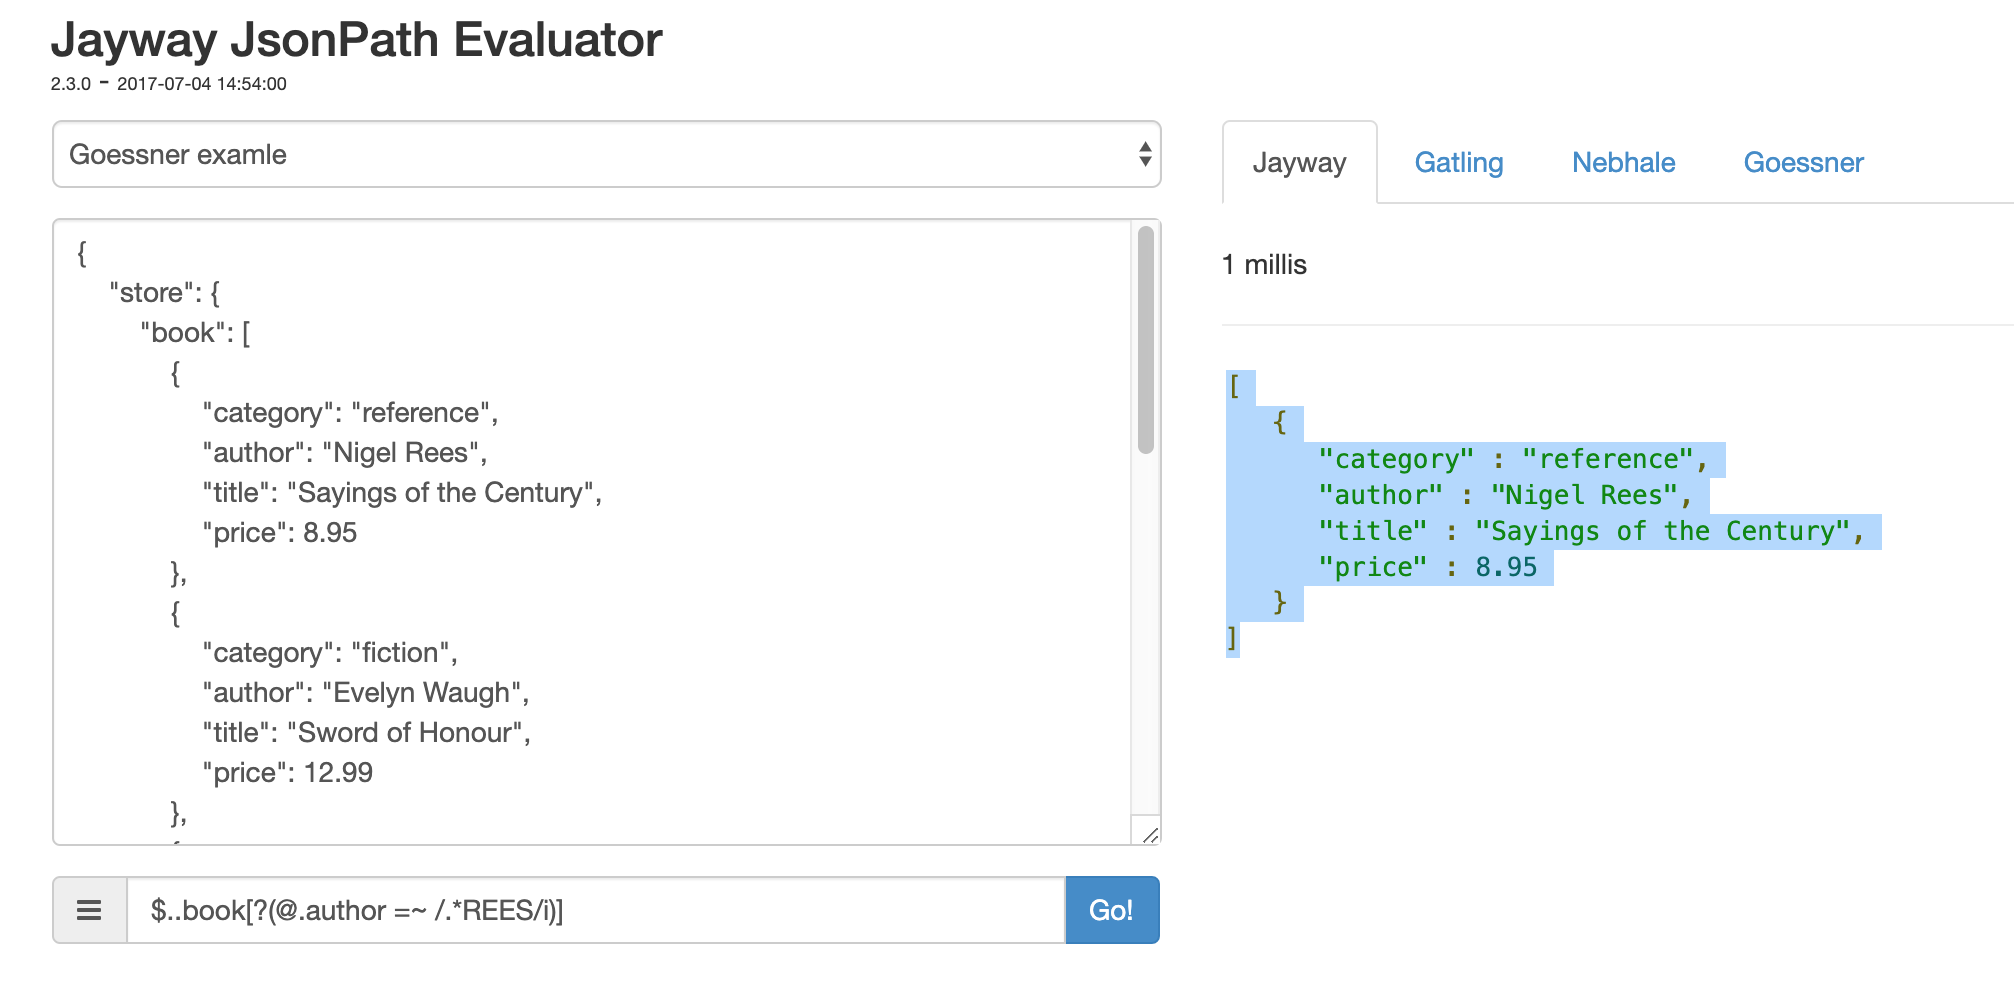 Jayway JsonPath Evaluator
2.3.0 - 2017-07-04 14:54:00
Goessner examle
{
"store": {
"book": [
{
"category": "reference",
"author": "Nigel Rees",
"title": "Sayings of the Century",
"price": 8.95
},
{
"category": "fiction",
"author": "Evelyn Waugh",
"title": "Sword of Honour",
"price": 12.99
},
$..book[?(@.author =~ /.*REES/i)]
Go!
Jayway Gatling Nebhale Goessner
1 millis
[
{
"category" : "reference",
"author" : "Nigel Rees",
"title" : "Sayings of the Century",
"price" : 8.95
}
]